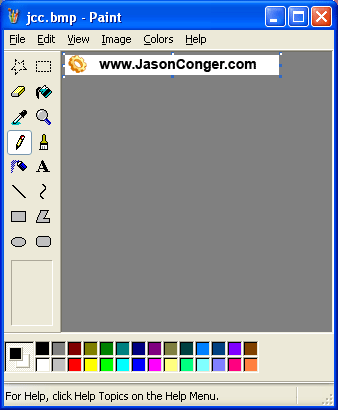 jcc.bmp - Paint
File Edit View Image Colors Help
www.JasonConger.com
A
For Help, click Help Topics on the Help Menu.